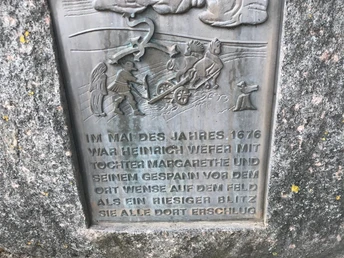 IM MAI DES JAHRES 1676
WAR HEINRICH WEFER MIT
TOCHTER MARGARETHE UND
SEINEM GESPANN VOR DEM
ORT WENSE AUF DEM FELD
ALS EIN RIESIGER BLITZ
SIE ALLE DORT ERSCHLUG